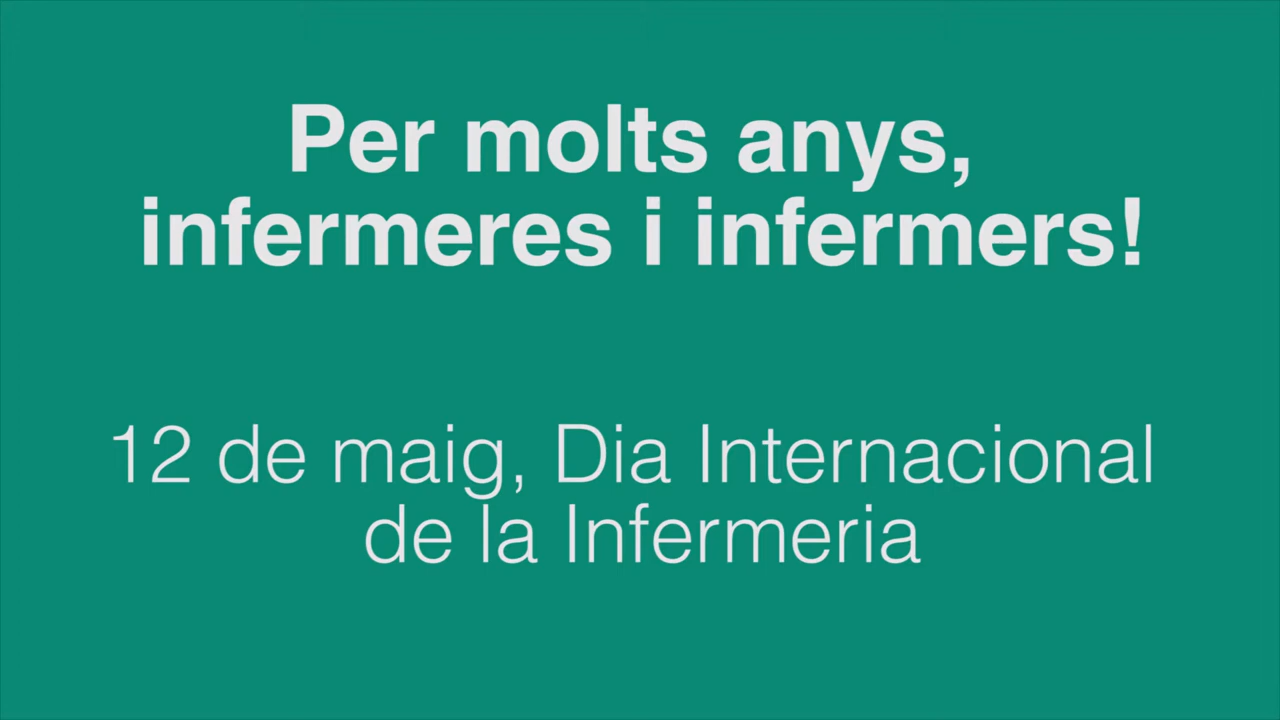 Per molts anys,
infermeres i infermers!
12 de maig, Dia Internacional
de la Infermeria